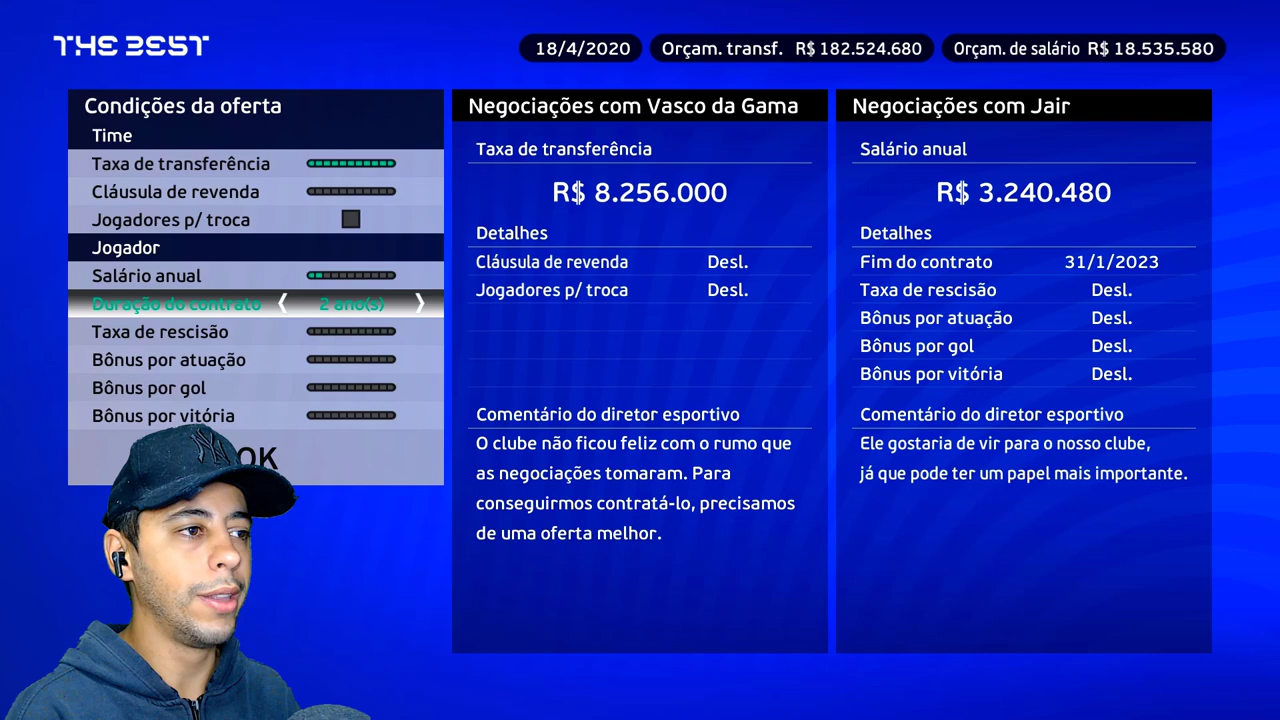 THE BEST
18/4/2020
Orçam. transf. R$ 182.524.680
Orçam. de salário R$ 18.535.580
Condições da oferta
Time
Taxa de transferência
Cláusula de revenda
Jogadores p/ troca
Jogador
Salário anual
Duração do contrato 2 ano(s)
Taxa de rescisão
Bônus por atuação
Bônus por gol
Bônus por vitória
OK
Negociações com Vasco da Gama
Taxa de transferência
R$ 8.256.000
Detalhes
Cláusula de revenda Desl.
Jogadores p/ troca Desl.
Comentário do diretor esportivo
O clube não ficou feliz com o rumo que
as negociações tomaram. Para
conseguirmos contratá-lo, precisamos
de uma oferta melhor.
Negociações com Jair
Salário anual
R$ 3.240.480
Detalhes
Fim do contrato 31/1/2023
Taxa de rescisão Desl.
Bônus por atuação Desl.
Bônus por gol Desl.
Bônus por vitória Desl.
Comentário do diretor esportivo
Ele gostaria de vir para o nosso clube,
já que pode ter um papel mais importante.